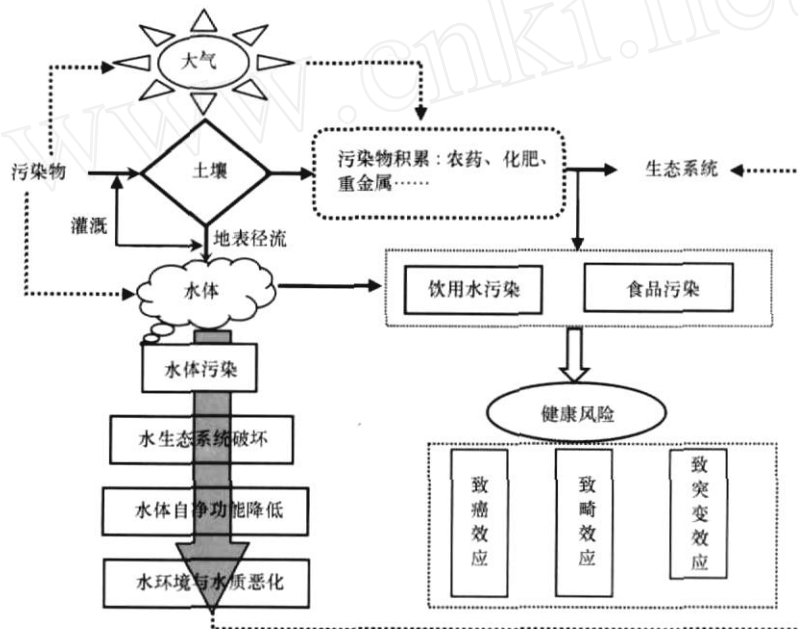 www.cnki.net
大气
污染物
土壤
污染物积累：农药、化肥、
重金属……
生态系统
灌溉
地表径流
水体
饮用水污染
食品污染
水体污染
健康风险
水生态系统破坏
水体自净功能降低
水环境与水质恶化
致癌效应
致畸效应
致突变效应